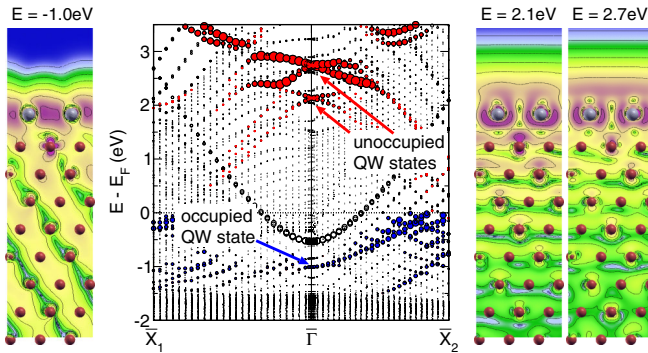 E = -1.0eV
E = 2.1eV
E = 2.7eV
E - E_F (eV)
3
2
1
0
-1
-2
unoccupied
QW states
occupied
QW state
X̅₁
Γ̅
X̅₂